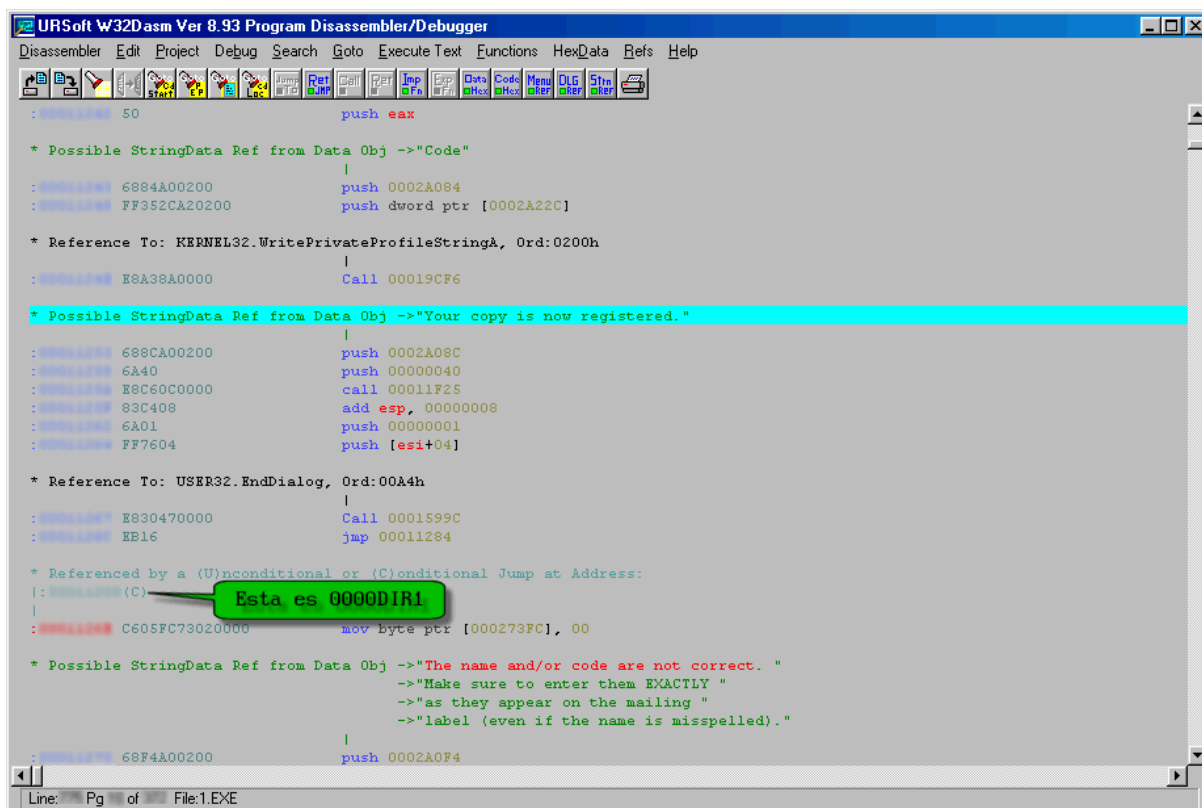 URSoft W32Dasm Ver 8.93 Program Disassembler/Debugger
Disassembler Edit Project Debug Search Goto Execute Text Functions HexData Refs Help
50 push eax
* Possible StringData Ref from Data Obj ->"Code"
|
6884A00200 push 0002A084
FF352CA20200 push dword ptr [0002A22C]
* Reference To: KERNEL32.WritePrivateProfileStringA, Ord:0200h
|
E8A38A0000 Call 00019CF6
* Possible StringData Ref from Data Obj ->"Your copy is now registered."
|
688CA00200 push 0002A08C
6A40 push 00000040
E8C60C0000 call 00011F25
83C408 add esp, 00000008
6A01 push 00000001
FF7604 push [esi+04]
* Reference To: USER32.EndDialog, Ord:00A4h
|
E830470000 Call 0001599C
EB16 jmp 00011284
* Referenced by a (U)nconditional or (C)onditional Jump at Address:
|: (C)
Esta es 0000DIR1
|
C605FC73020000 mov byte ptr [000273FC], 00
* Possible StringData Ref from Data Obj ->"The name and/or code are not correct. "
->"Make sure to enter them EXACTLY "
->"as they appear on the mailing "
->"label (even if the name is misspelled)."
|
68F4A00200 push 0002A0F4
Line: Pg of File:1.EXE